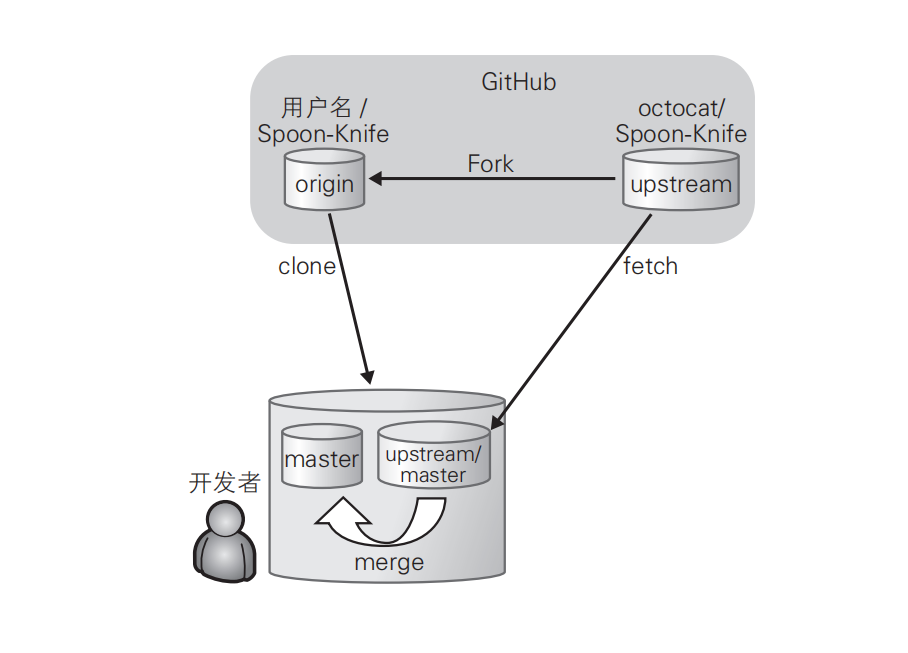 GitHub
用户名 /
Spoon-Knife
octocat/
Spoon-Knife
origin
Fork
upstream
clone
fetch
master
upstream/
master
开发者
merge